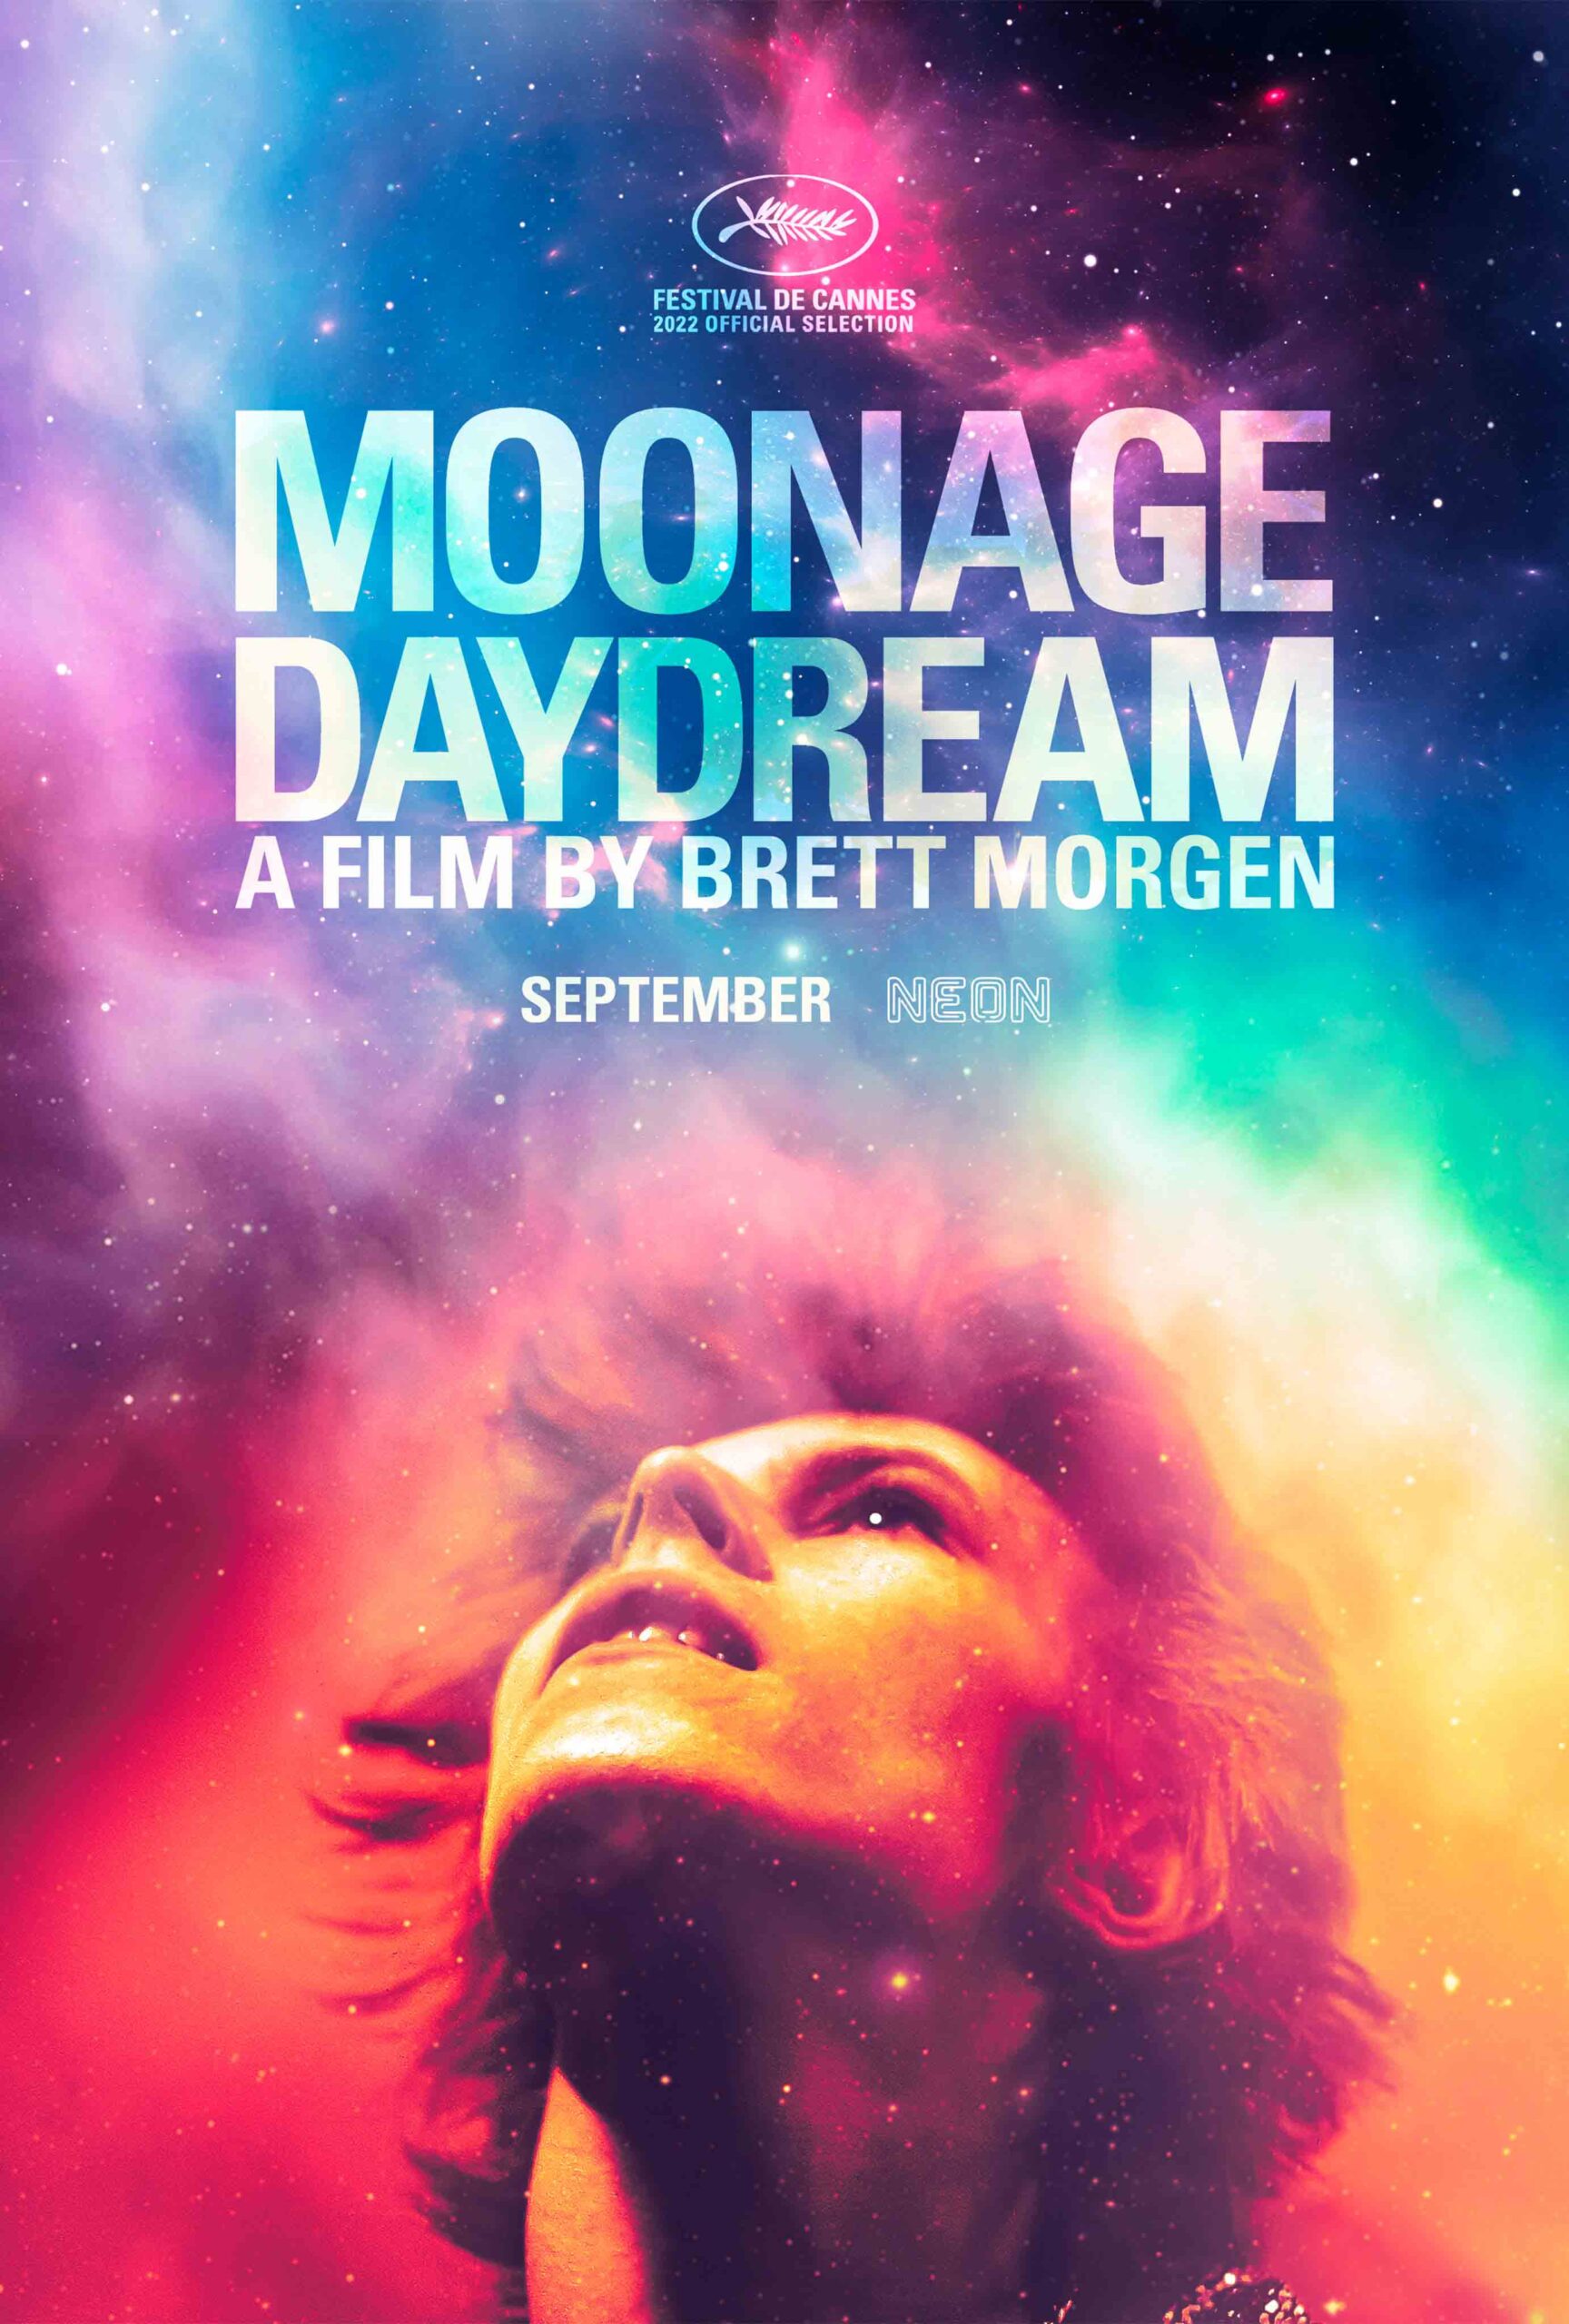 FESTIVAL DE CANNES
2022 OFFICIAL SELECTION
MOONAGE
DAYDREAM
A FILM BY BRETT MORGEN
SEPTEMBER NEON